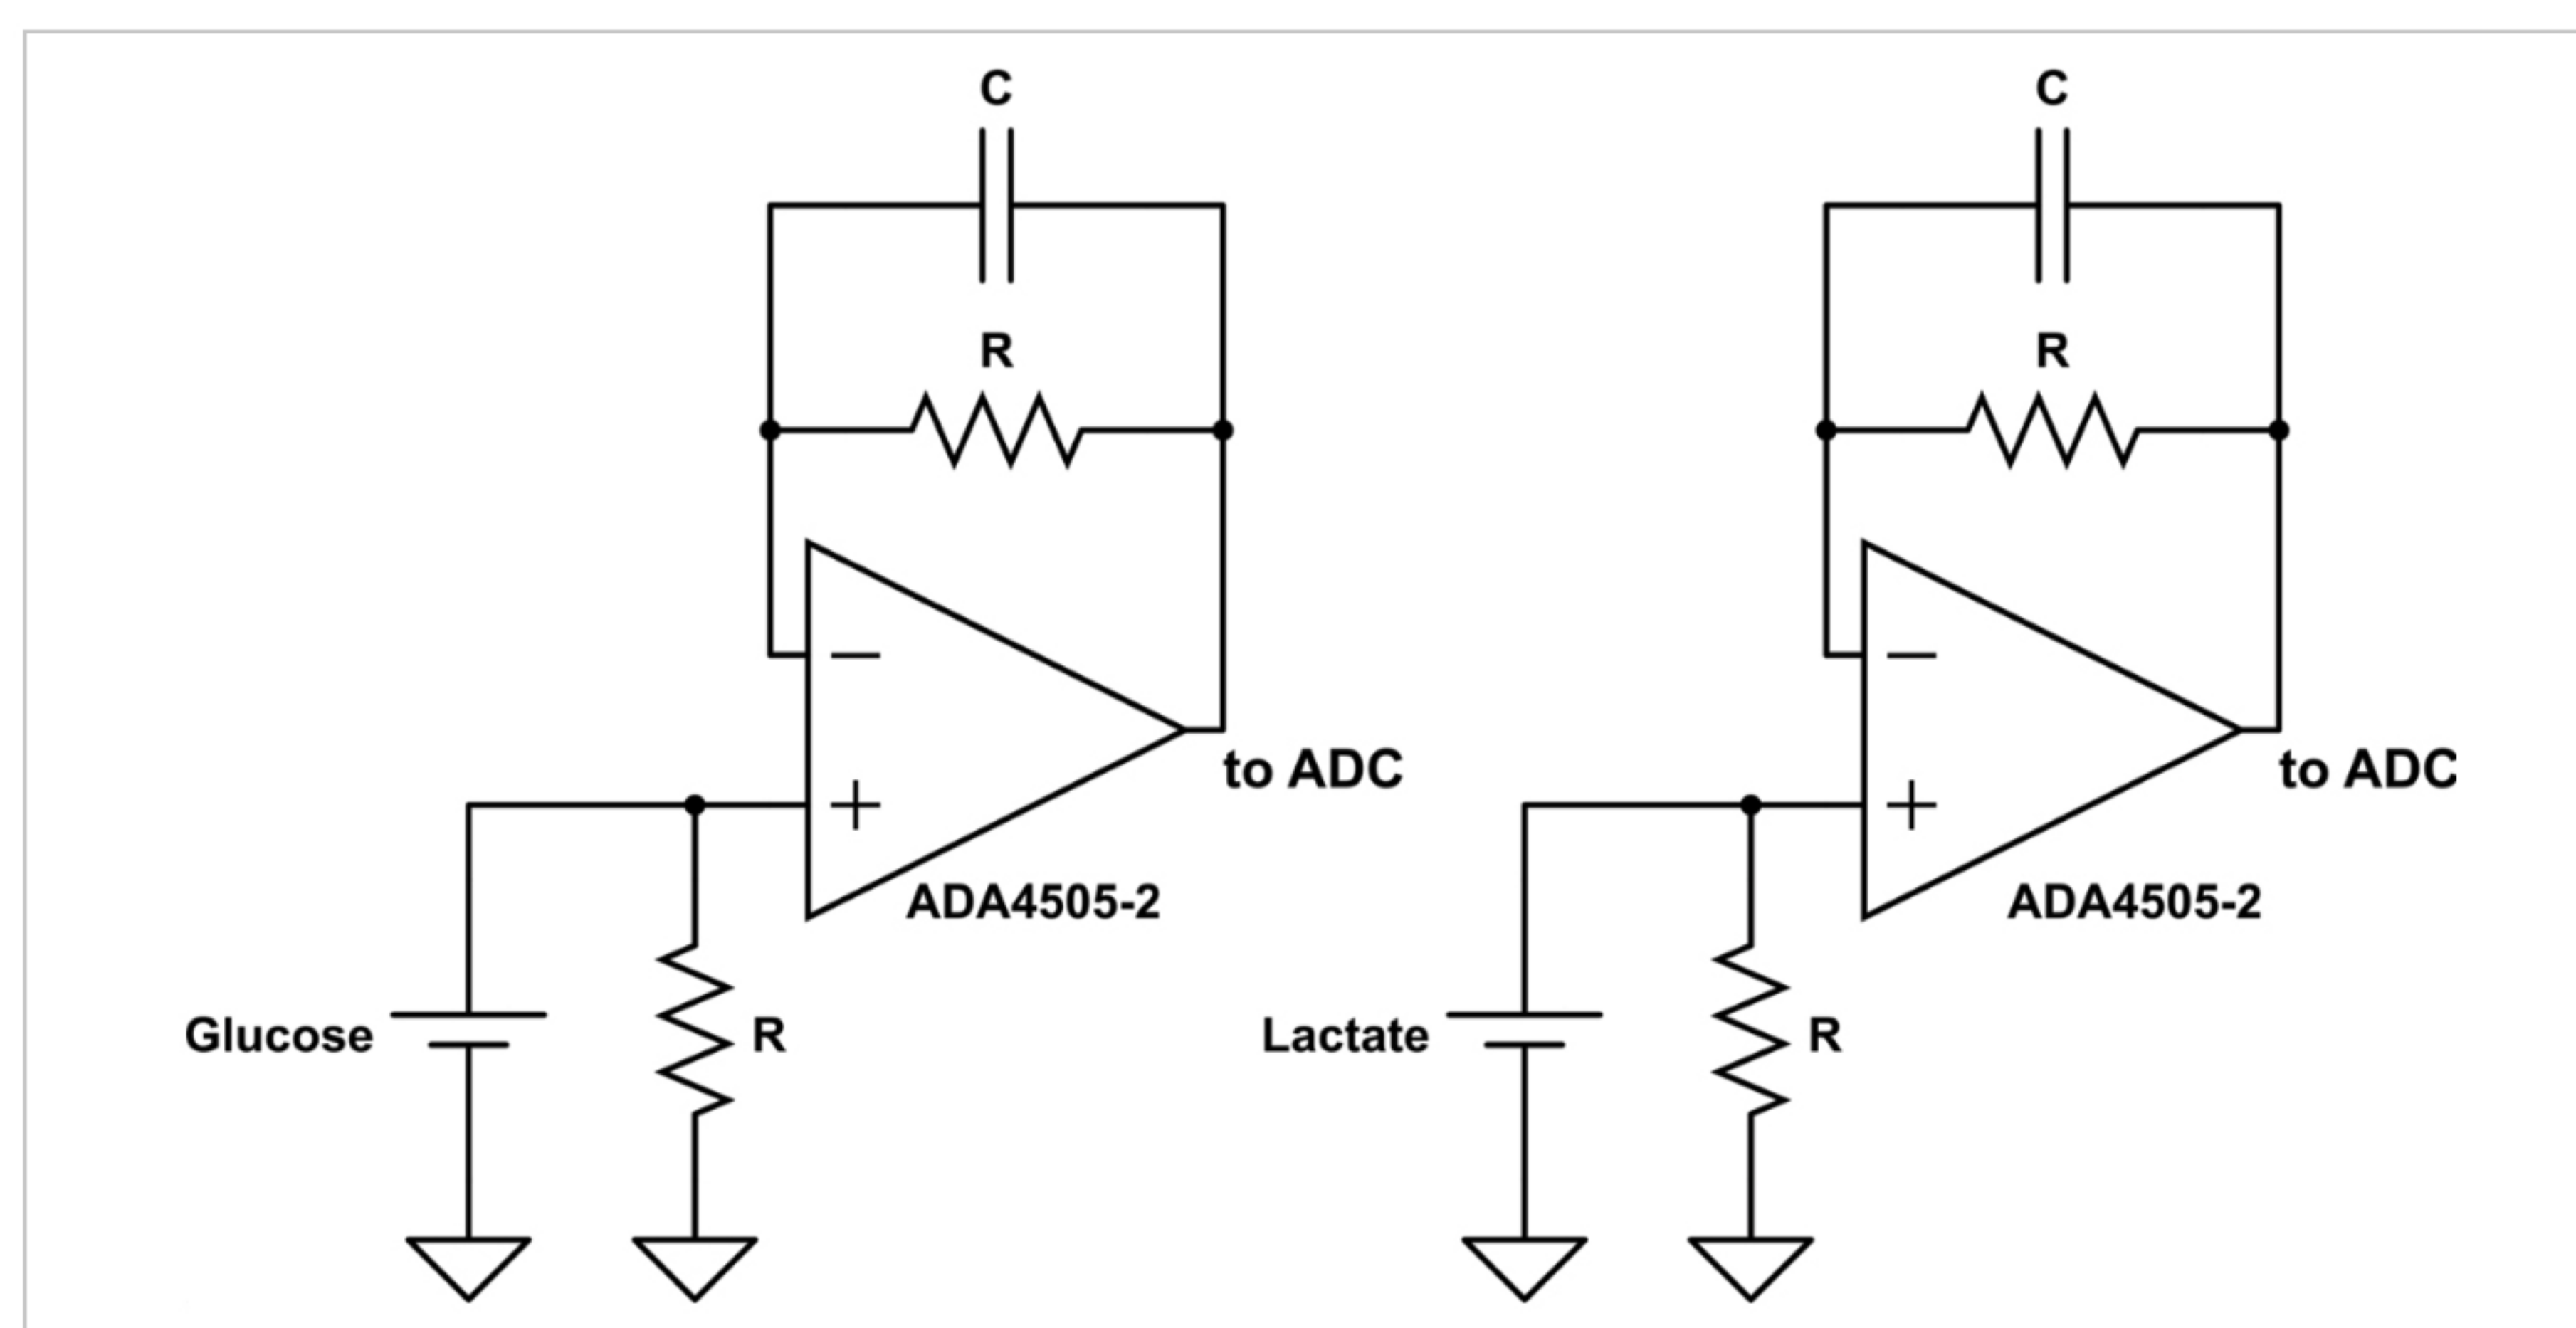 C
C
R
R
to ADC
to ADC
ADA4505-2
ADA4505-2
Glucose
R
Lactate
R